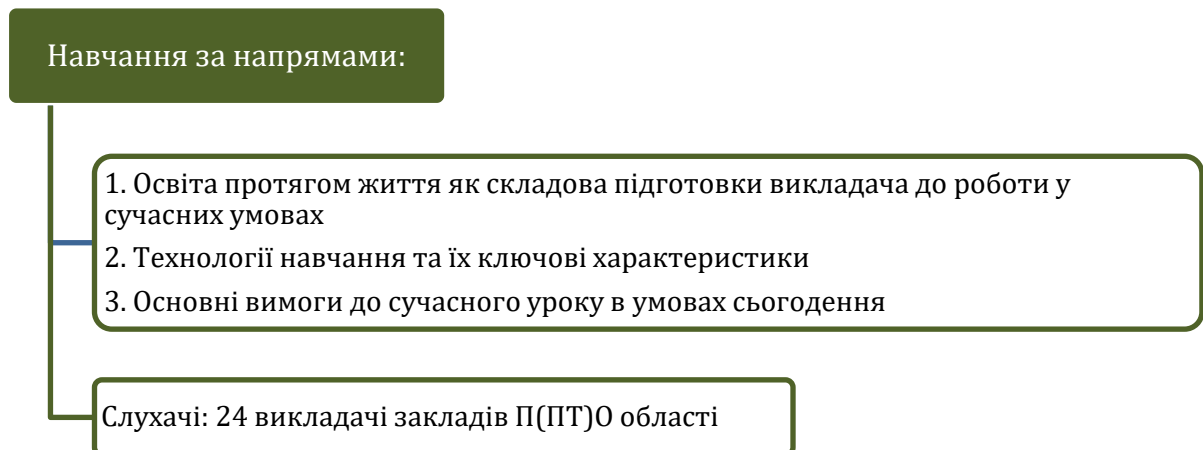 Навчання за напрямами:
1. Освіта протягом життя як складова підготовки викладача до роботи у
сучасних умовах
2. Технології навчання та їх ключові характеристики
3. Основні вимоги до сучасного уроку в умовах сьогодення
Слухачі: 24 викладачі закладів П(ПТ)О області